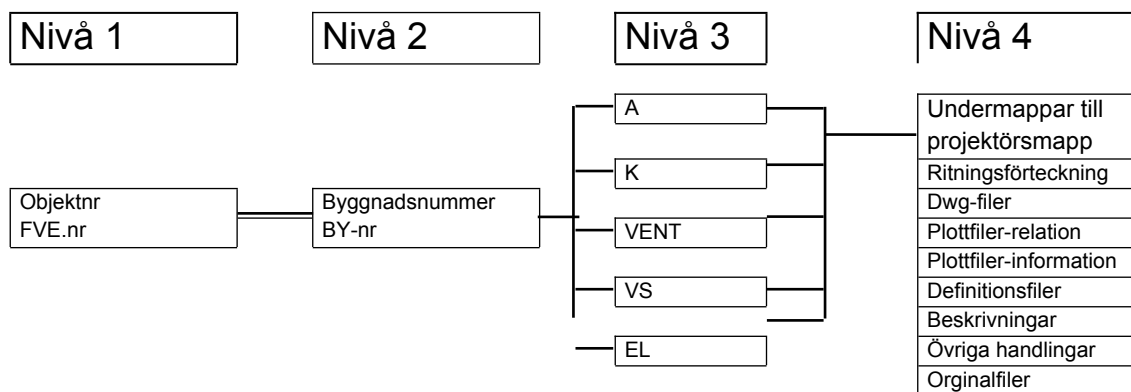 Nivå 1
Nivå 2
Nivå 3
Nivå 4
Objektnr
FVE.nr
Byggnadsnummer
BY-nr
A
K
VENT
VS
EL
Undermappar till
projektörsmapp
Ritningsförteckning
Dwg-filer
Plottfiler-relation
Plottfiler-information
Definitionsfiler
Beskrivningar
Övriga handlingar
Orginalfiler